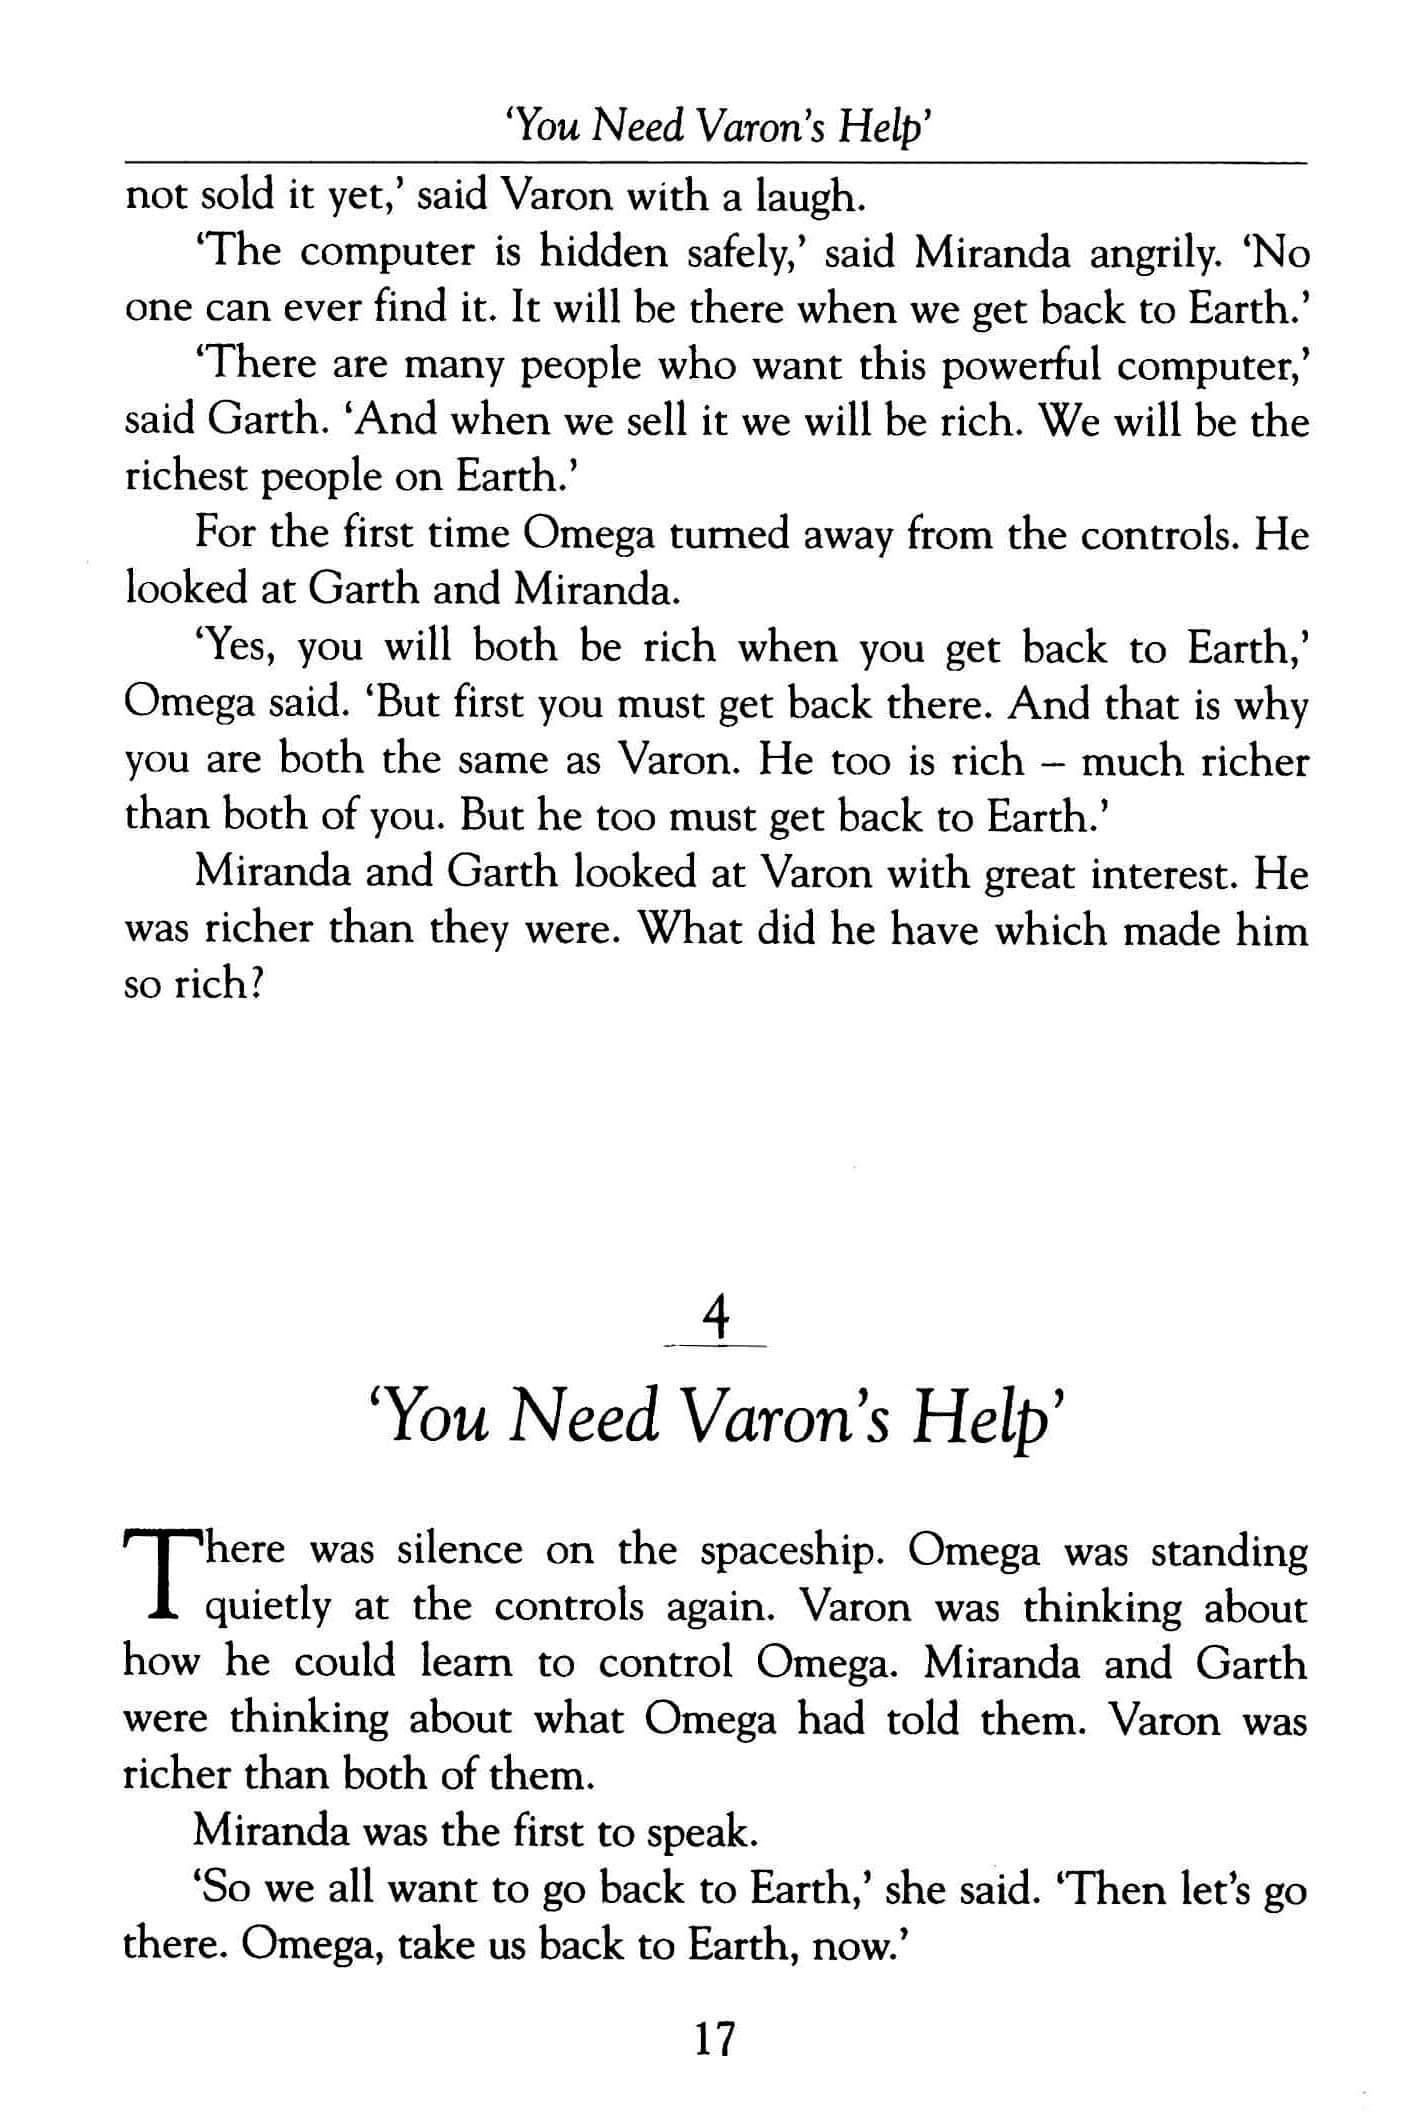 ‘You Need Varon’s Help’
not sold it yet,’ said Varon with a laugh.
‘The computer is hidden safely,’ said Miranda angrily. ‘No
one can ever find it. It will be there when we get back to Earth.’
‘There are many people who want this powerful computer,’
said Garth. ‘And when we sell it we will be rich. We will be the
richest people on Earth.’
For the first time Omega turned away from the controls. He
looked at Garth and Miranda.
‘Yes, you will both be rich when you get back to Earth,’
Omega said. ‘But first you must get back there. And that is why
you are both the same as Varon. He too is rich – much richer
than both of you. But he too must get back to Earth.’
Miranda and Garth looked at Varon with great interest. He
was richer than they were. What did he have which made him
so rich?
4
‘You Need Varon’s Help’
There was silence on the spaceship. Omega was standing
quietly at the controls again. Varon was thinking about
how he could learn to control Omega. Miranda and Garth
were thinking about what Omega had told them. Varon was
richer than both of them.
Miranda was the first to speak.
‘So we all want to go back to Earth,’ she said. ‘Then let’s go
there. Omega, take us back to Earth, now.’
17